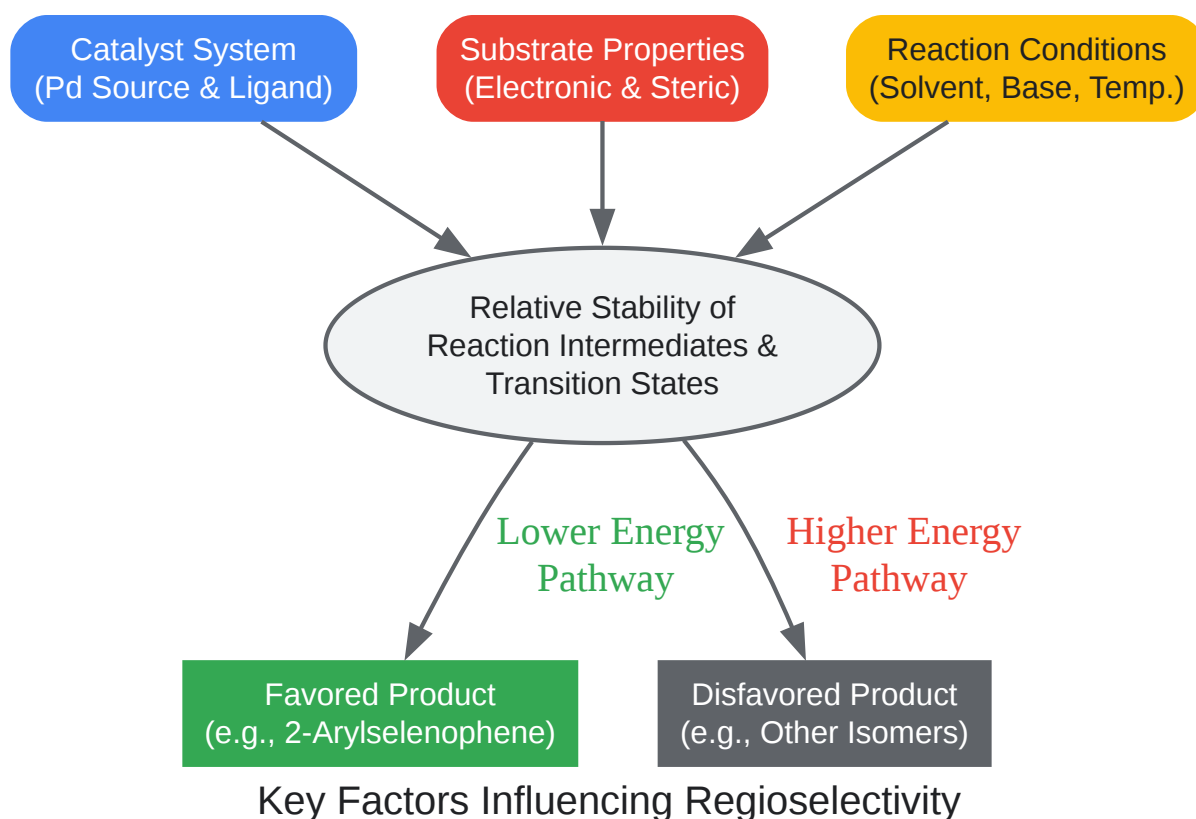 Catalyst System
(Pd Source & Ligand)
Substrate Properties
(Electronic & Steric)
Reaction Conditions
(Solvent, Base, Temp.)
Relative Stability of
Reaction Intermediates &
Transition States
Lower Energy
Pathway
Higher Energy
Pathway
Favored Product
(e.g., 2-Arylselenophene)
Disfavored Product
(e.g., Other Isomers)
Key Factors Influencing Regioselectivity